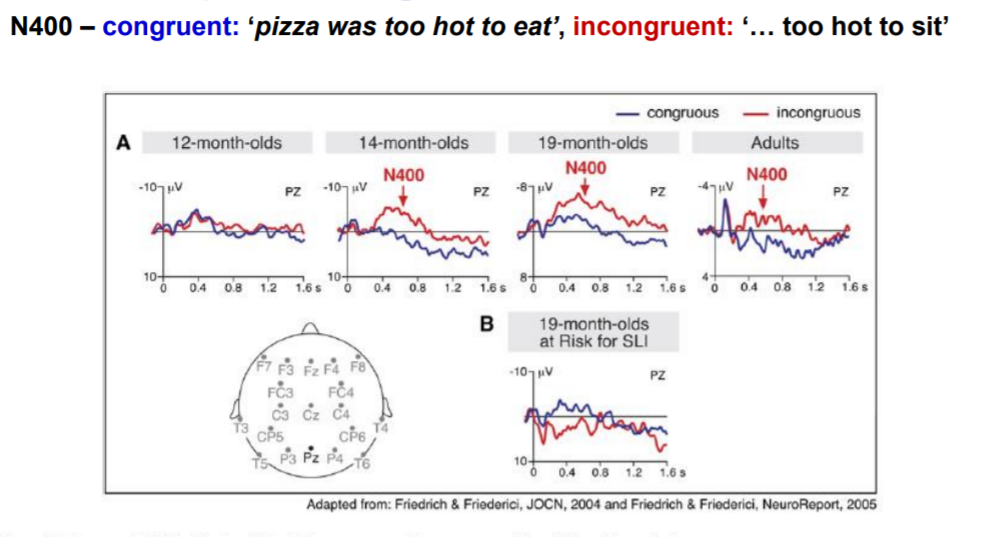 N400 – congruent: ‘pizza was too hot to eat’, incongruent: ‘… too hot to sit’
congruous incongruous
A 12-month-olds 14-month-olds 19-month-olds Adults
N400 N400 N400
-10 µV PZ -10 µV PZ -8 µV PZ -4 µV PZ
10 10 8 4
0 0.4 0.8 1.2 1.6 s 0 0.4 0.8 1.2 1.6 s 0 0.4 0.8 1.2 1.6 s 0 0.4 0.8 1.2 1.6 s
B 19-month-olds
at Risk for SLI
-10 µV PZ
10
0 0.4 0.8 1.2 1.6 s
F7 F3 Fz F4 F8
FC3 FC4
C3 Cz C4
T3 T4
CP5 CP6
T5 P3 Pz P4 T6
Adapted from: Friedrich & Friederici, JOCN, 2004 and Friedrich & Friederici, NeuroReport, 2005